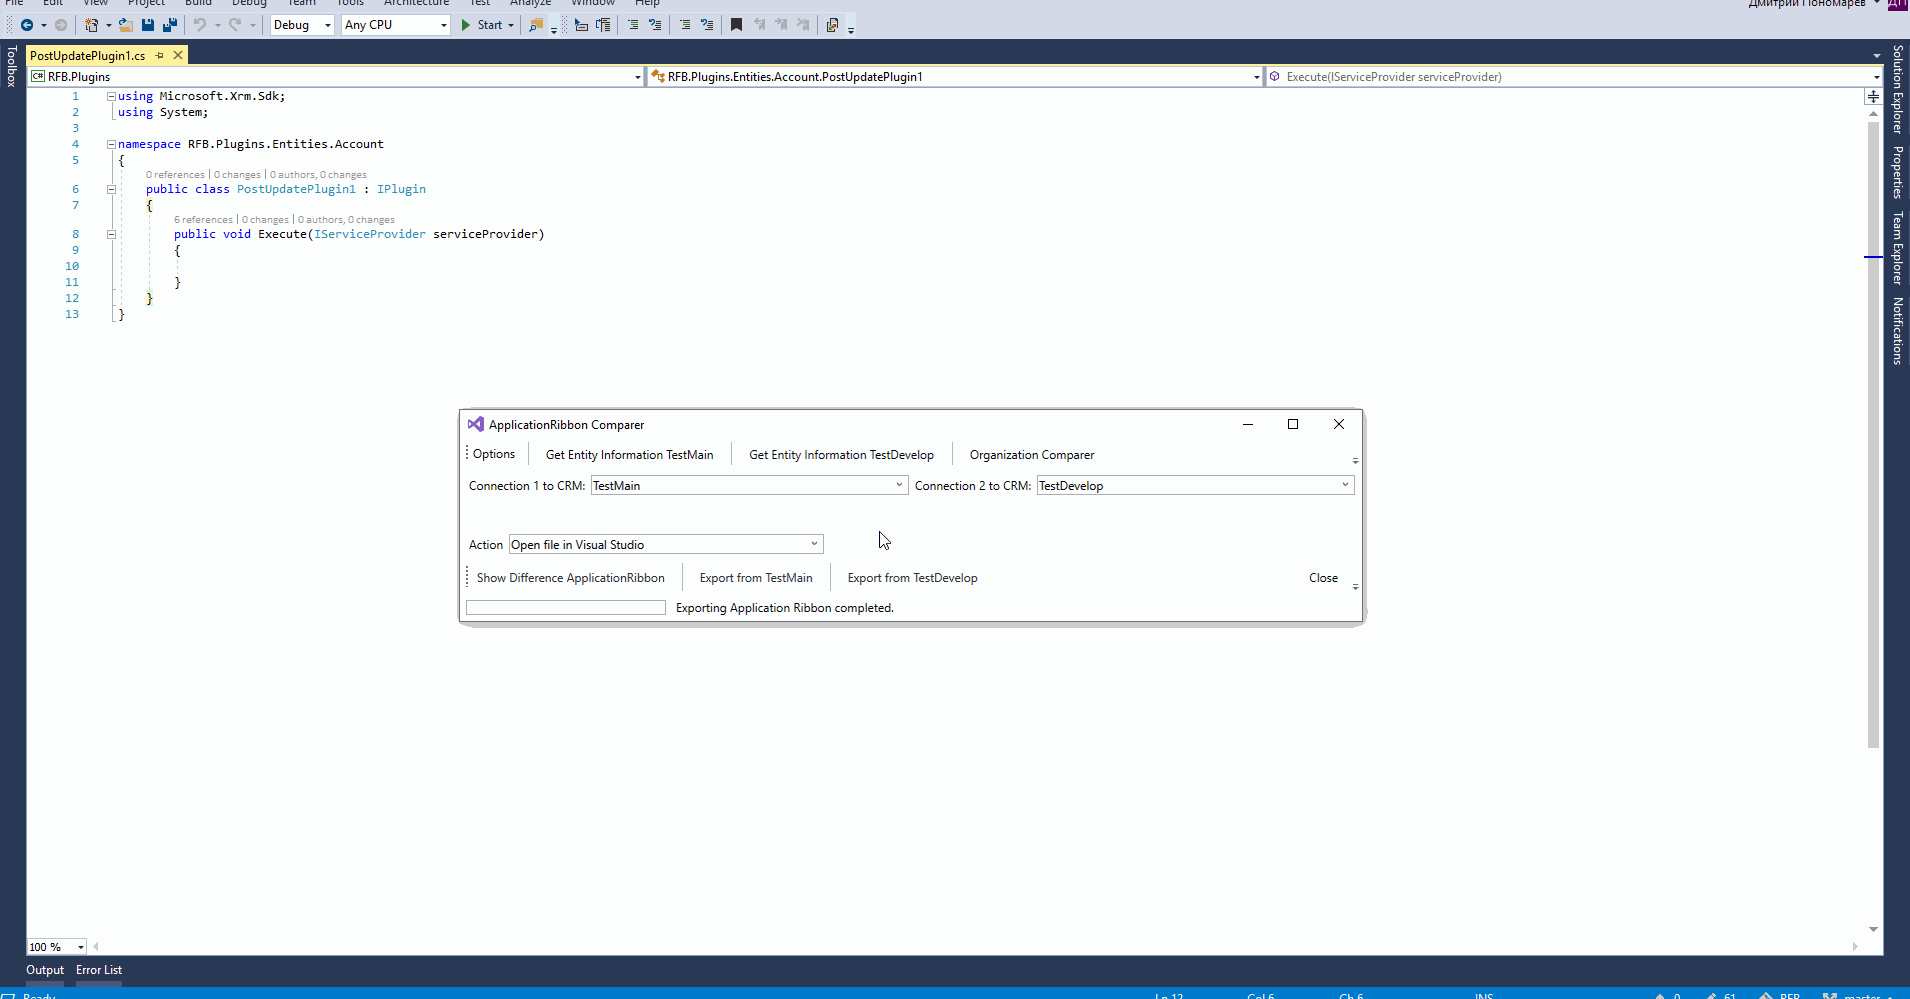 File Edit View Project Build Debug Team Tools Architecture Test Analyze Window Help
Дмитрий Пономарев ДП
Debug Any CPU Start
Toolbox
PostUpdatePlugin1.cs
RFB.Plugins RFB.Plugins.Entities.Account.PostUpdatePlugin1 Execute(IServiceProvider serviceProvider)
1 using Microsoft.Xrm.Sdk;
2 using System;
3
4 namespace RFB.Plugins.Entities.Account
5 {
0 references | 0 changes | 0 authors, 0 changes
6 public class PostUpdatePlugin1 : IPlugin
7 {
6 references | 0 changes | 0 authors, 0 changes
8 public void Execute(IServiceProvider serviceProvider)
9 {
10
11 }
12 }
13 }
Solution Explorer
Properties
Team Explorer
Notifications
ApplicationRibbon Comparer
Options Get Entity Information TestMain Get Entity Information TestDevelop Organization Comparer
Connection 1 to CRM: TestMain Connection 2 to CRM: TestDevelop
Action Open file in Visual Studio
Show Difference ApplicationRibbon Export from TestMain Export from TestDevelop Close
Exporting Application Ribbon completed.
100 %
Output Error List
Ready Ln 12 Col 6 Ch 6 INS 0 61 RFB master